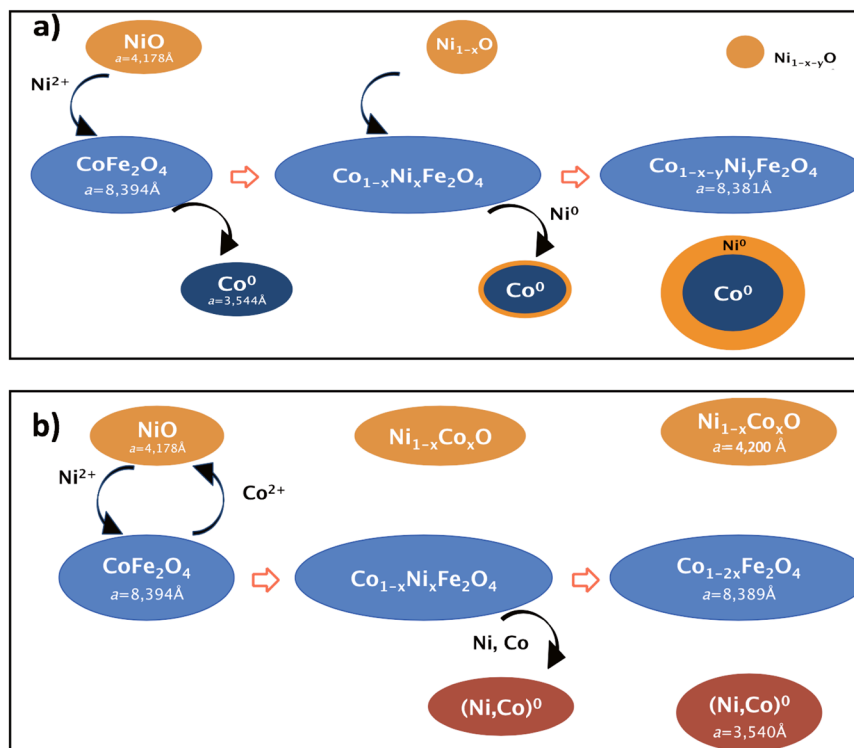 a)
NiO
a=4,178Å
Ni²⁺
Ni₁₋ₓO
Ni₁₋ₓ₋ᵧO
CoFe₂O₄
a=8,394Å
Co₁₋ₓNiₓFe₂O₄
Co₁₋ₓ₋ᵧNiᵧFe₂O₄
a=8,381Å
Ni⁰
Co⁰
a=3,544Å
Co⁰
Ni⁰
Co⁰
b)
NiO
a=4,178Å
Ni₁₋ₓCoₓO
Ni₁₋ₓCoₓO
a=4,200 Å
Ni²⁺
Co²⁺
CoFe₂O₄
a=8,394Å
Co₁₋ₓNiₓFe₂O₄
Co₁₋₂ₓFe₂O₄
a=8,389Å
Ni, Co
(Ni,Co)⁰
(Ni,Co)⁰
a=3,540Å